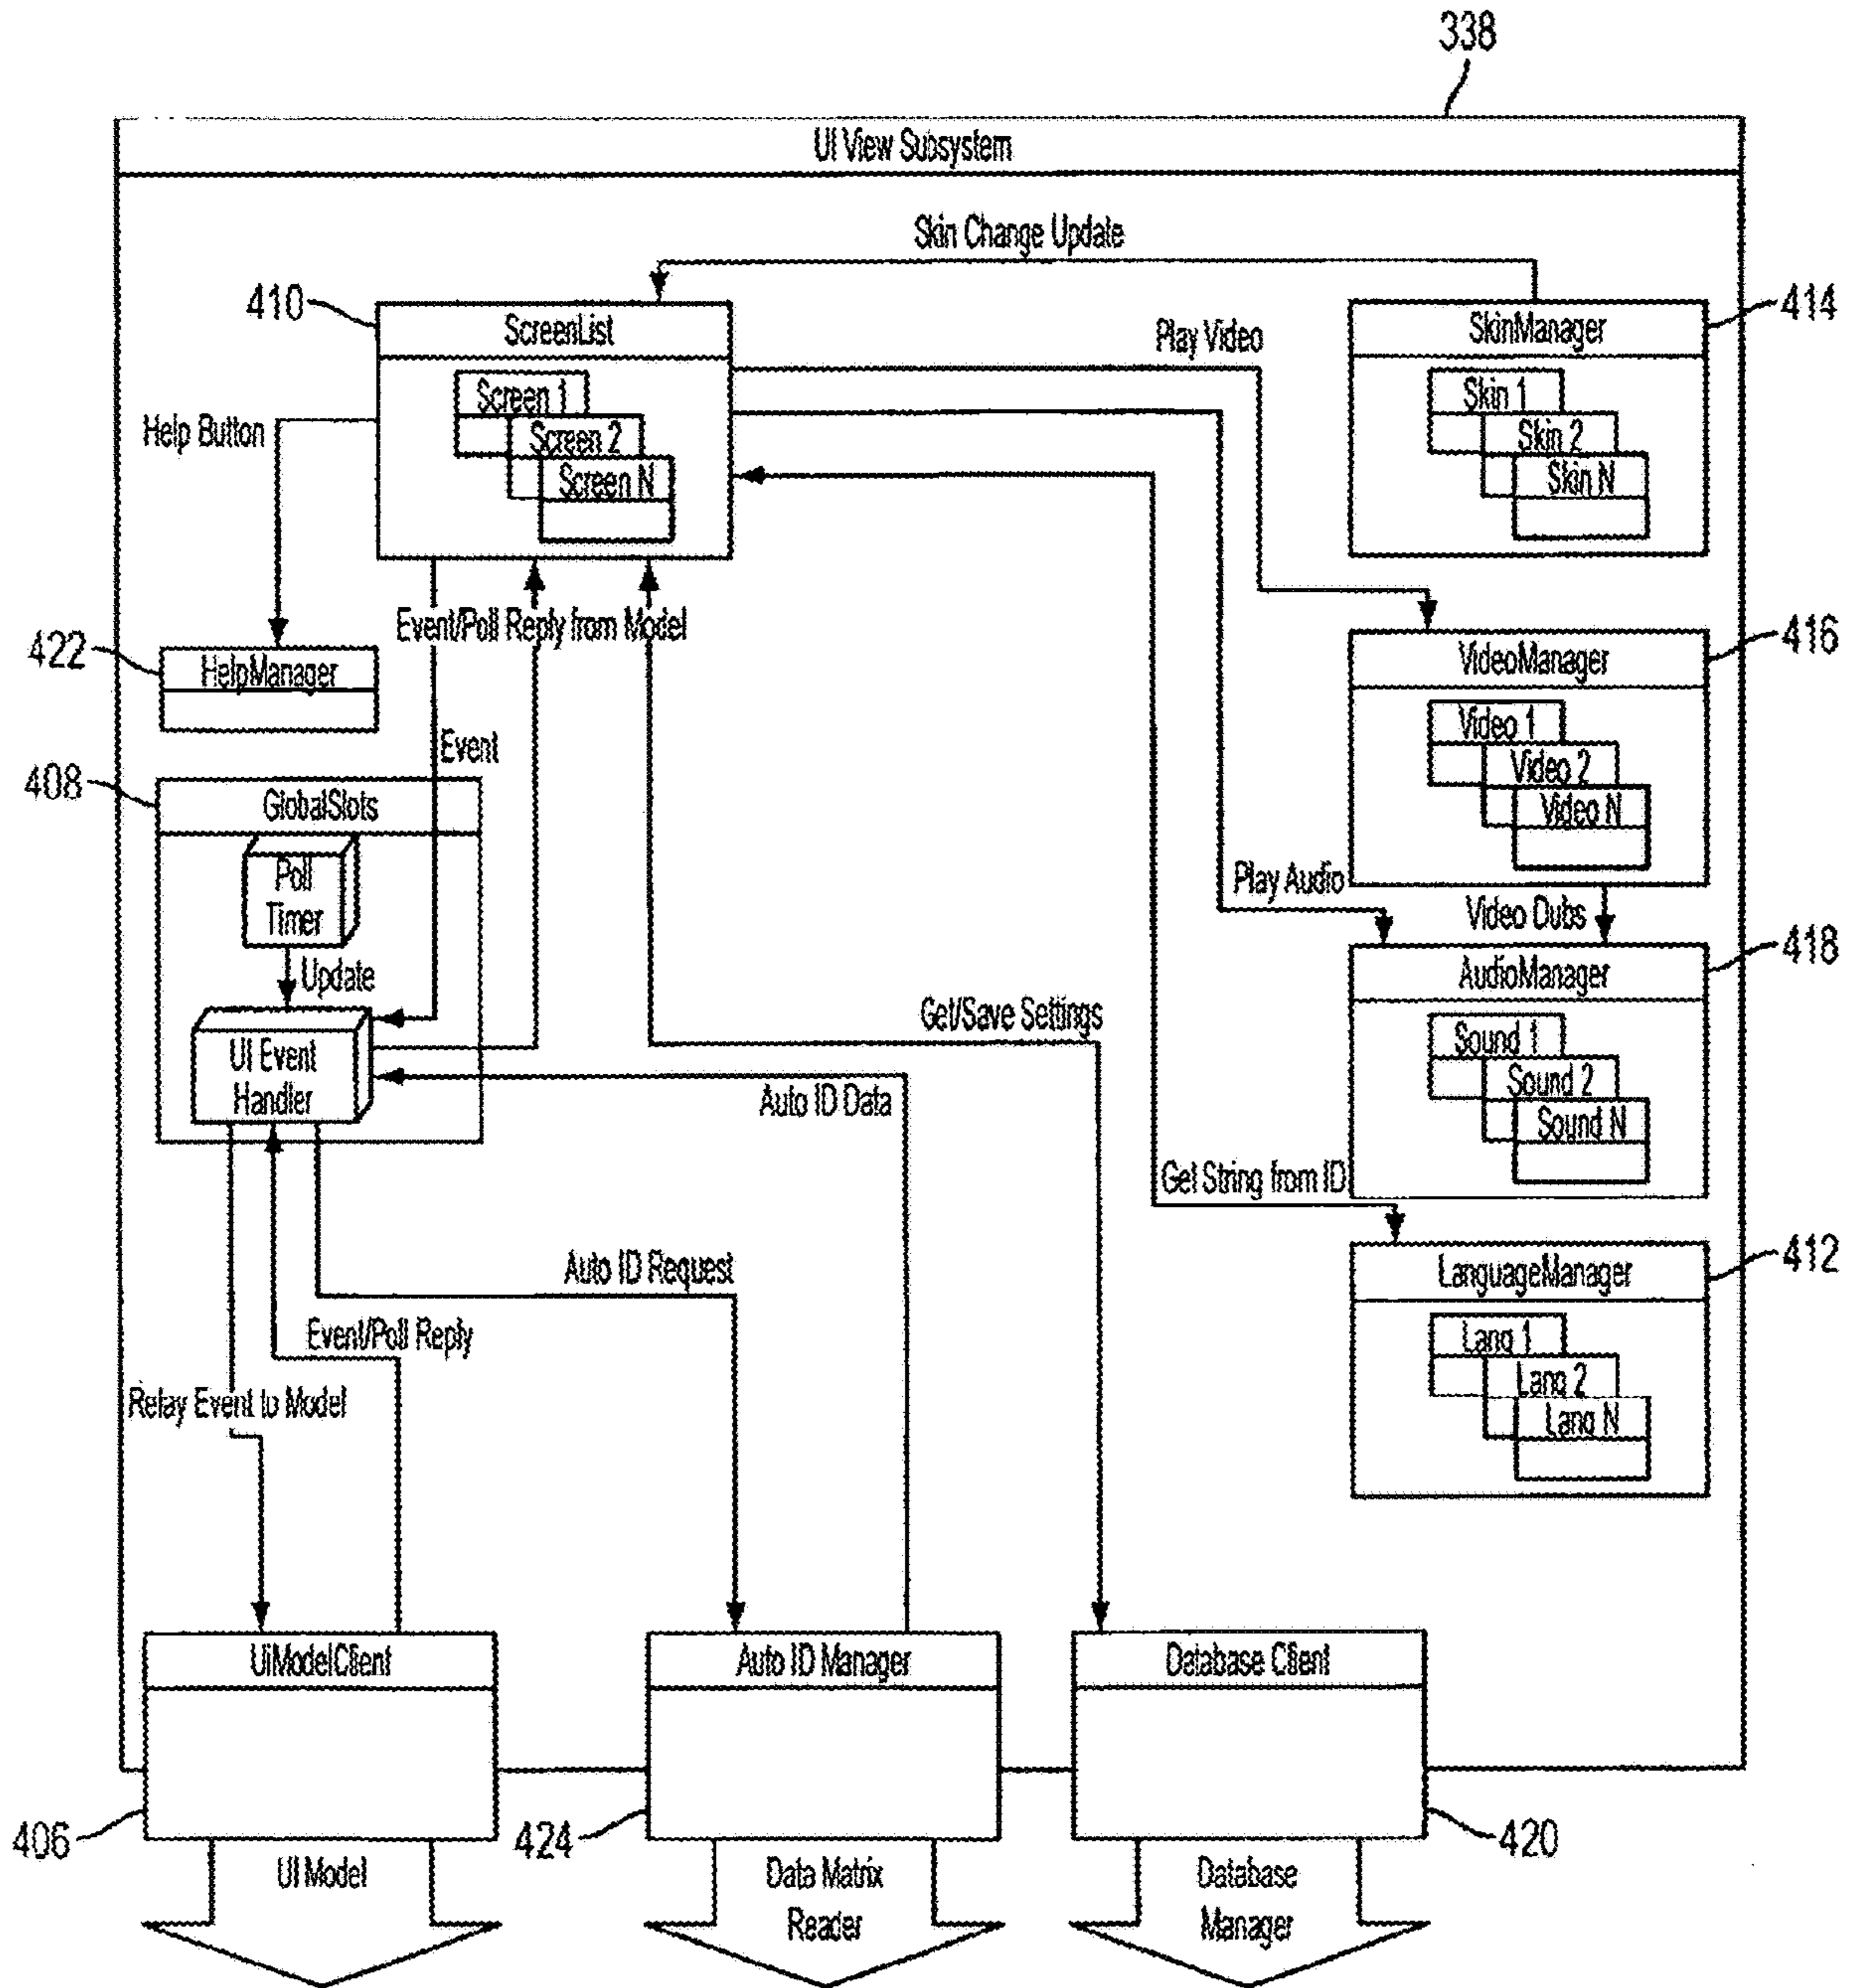 338
UI View Subsystem
Skin Change Update
410
ScreenList
Screen 1
Screen 2
Screen N
Play Video
414
SkinManager
Skin 1
Skin 2
Skin N
Help Button
Event/Poll Reply from Model
422
HelpManager
416
VideoManager
Video 1
Video 2
Video N
Event
408
GlobalSlots
Poll
Timer
Update
UI Event
Handler
Play Audio
Video Dubs
418
AudioManager
Sound 1
Sound 2
Sound N
Get/Save Settings
Auto ID Data
Get String from ID
Auto ID Request
412
LanguageManager
Lang 1
Lang 2
Lang N
Event/Poll Reply
Relay Event to Model
UiModelClient
Auto ID Manager
Database Client
406
424
420
UI Model
Data Matrix
Reader
Database
Manager